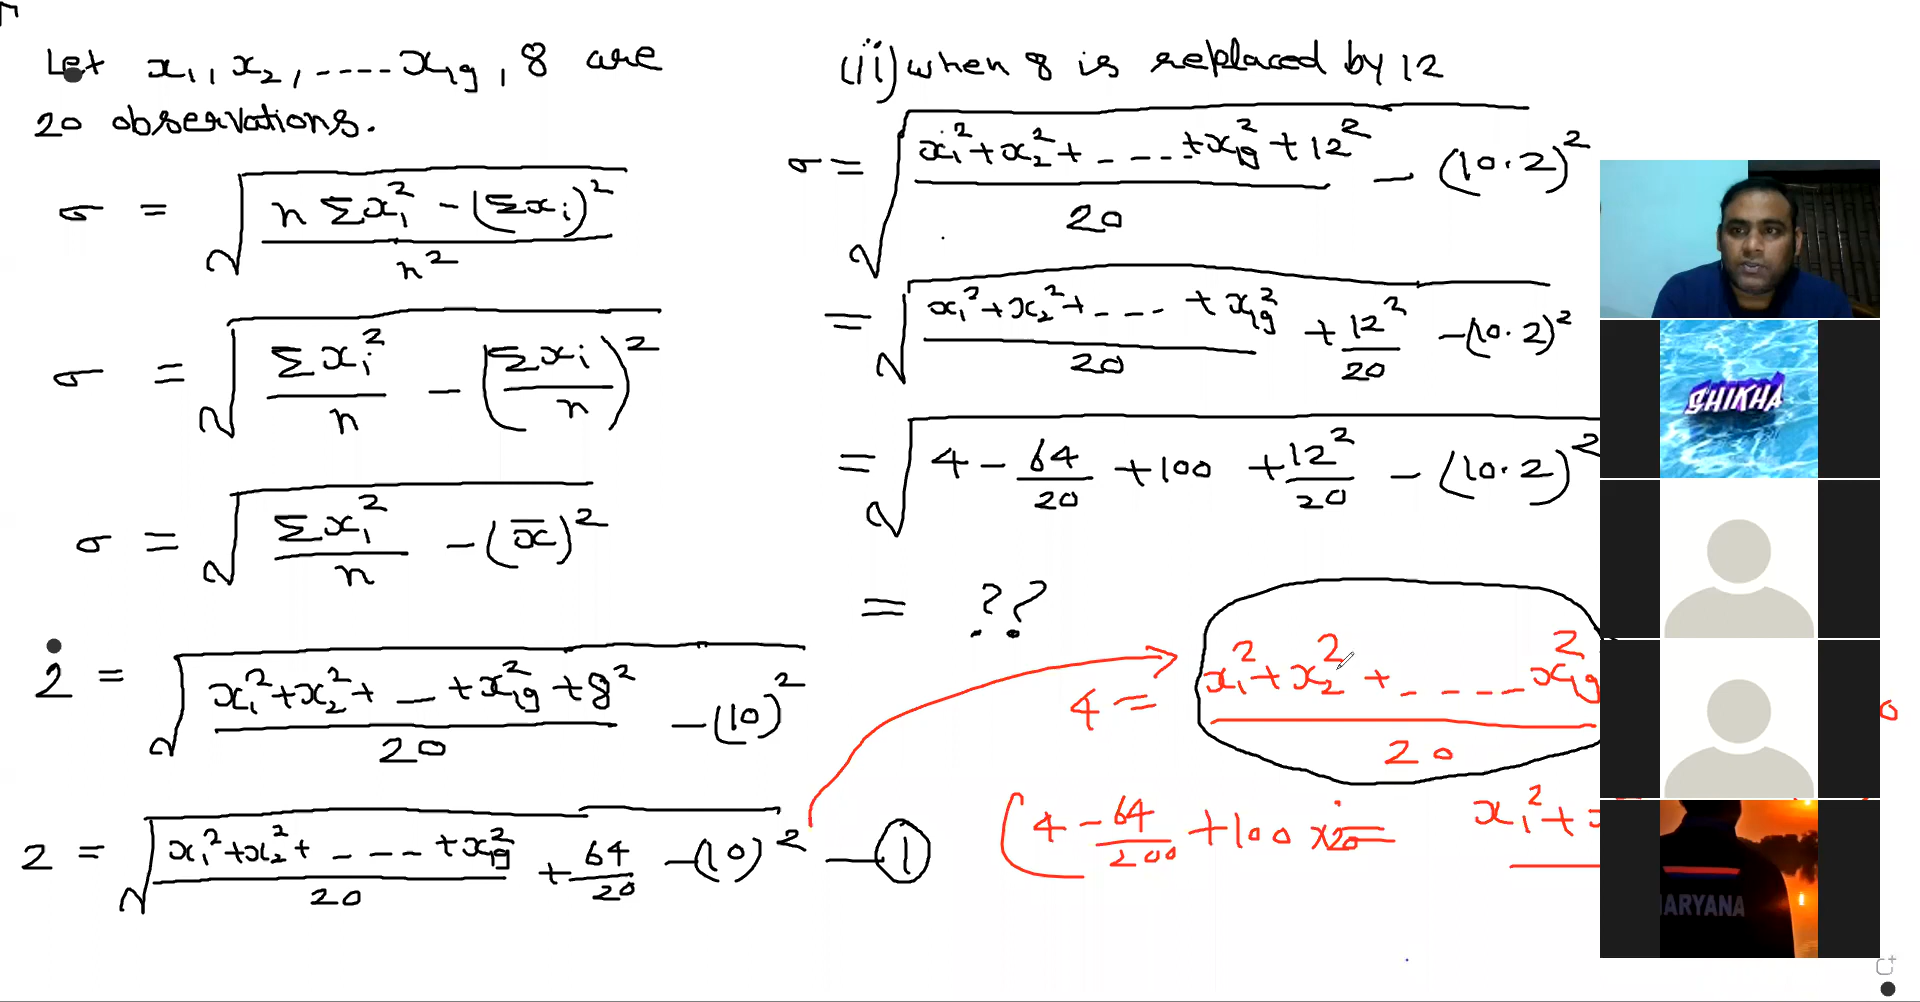 Let x₁, x₂, ....x₁₉, 8 are
20 observations.
σ = √((n Σxᵢ² - (Σxᵢ)²)/n²)
σ = √(Σxᵢ²/n - (Σxᵢ/n)²)
σ = √(Σxᵢ²/n - (x̄)²)
2 = √((x₁²+x₂²+ ... +x₁₉²+8²)/20 - (10)²)
2 = √((x₁²+x₂²+ ---- +x₁₉²)/20 + 64/20 - (10)²) — ①
(ii) when 8 is replaced by 12
σ = √((x₁²+x₂²+ ---- +x₁₉²+12²)/20 - (10.2)²)
= √((x₁²+x₂²+ ---- +x₁₉²)/20 + 12²/20 - (10.2)²)
= √(4 - 64/20 + 100 + 12²/20 - (10.2)²)
= ??
4 = (x₁²+x₂²+ ---- x₁₉²)/20
(4 - 64/200 + 100 ×20 = x₁²+
SHIKHA